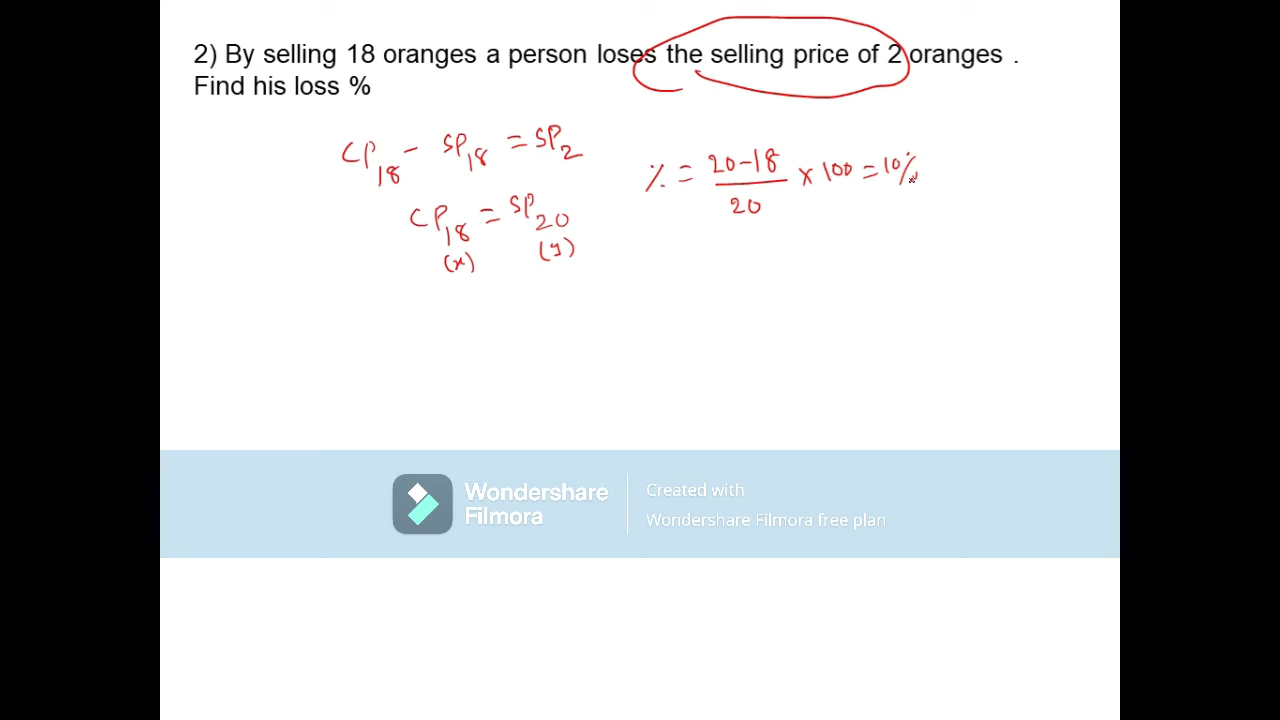 2) By selling 18 oranges a person loses the selling price of 2 oranges .
Find his loss %
CP18 - SP18 = SP2
% = 20-18/20 x 100 = 10%
CP18 = SP20
(x) (y)
Wondershare Filmora
Created with
Wondershare Filmora free plan